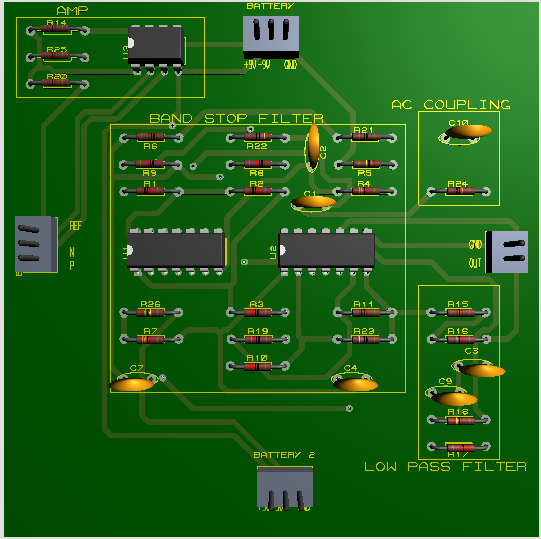 AMP
BATTERY
R14
R25
R20
U3
+9V-9V GND
AC COUPLING
C10
R24
BAND STOP FILTER
R6
R22
R21
C2
R9
R8
R5
R1
R2
R4
C1
REF
N
P
U1
U2
GND
OUT
R26
R3
R11
R15
R7
R19
R23
R16
R10
C7
C4
C3
C9
R18
R17
LOW PASS FILTER
BATTERY 2